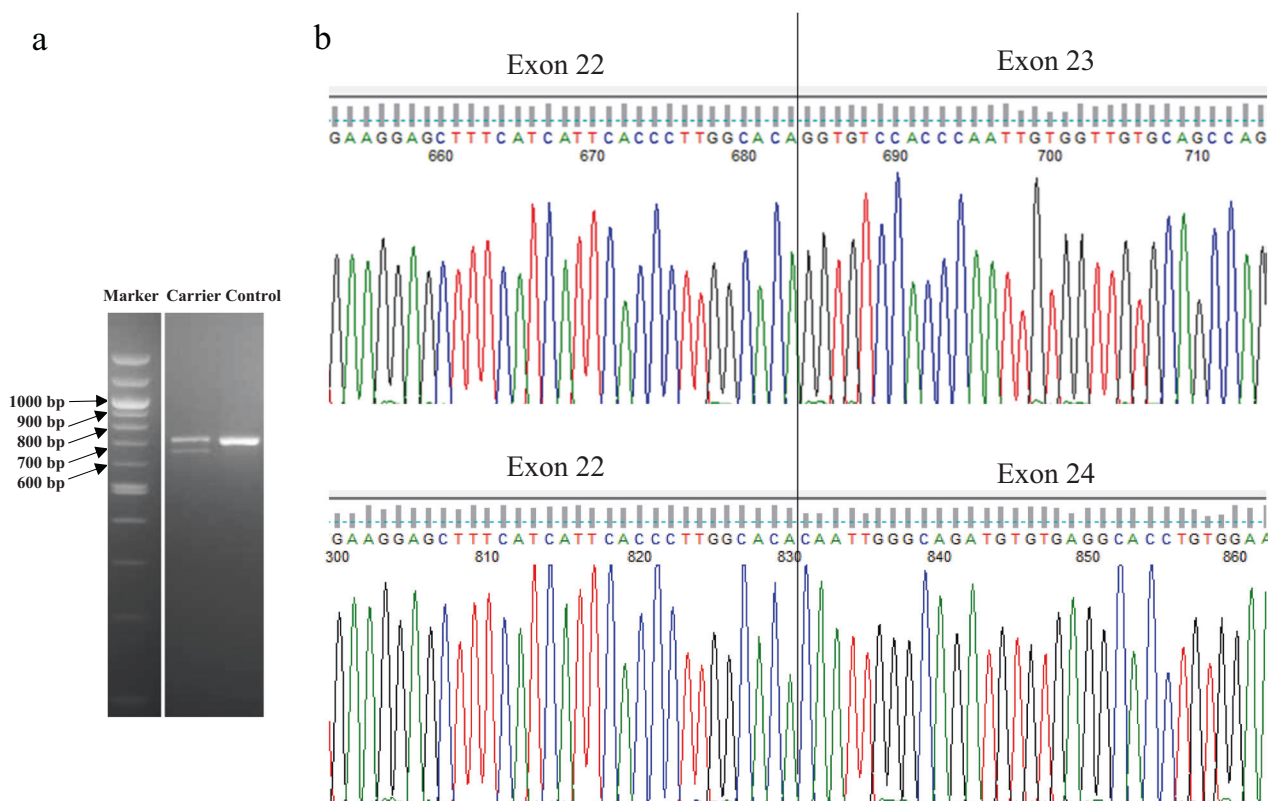 a
Marker Carrier Control
1000 bp
900 bp
800 bp
700 bp
600 bp
b
Exon 22 Exon 23
GAAGGAGCTTTCATCATTCACCCTTGGCACAGGTGTCCACCCAATTGTGGTTGTGCAGCCAG
660 670 680 690 700 710
Exon 22 Exon 24
GAAGGAGCTTTCATCATTCACCCTTGGCACACAATTGGGCAGATGTGTGAGGCACCTGTGGAA
300 810 820 830 840 850 860